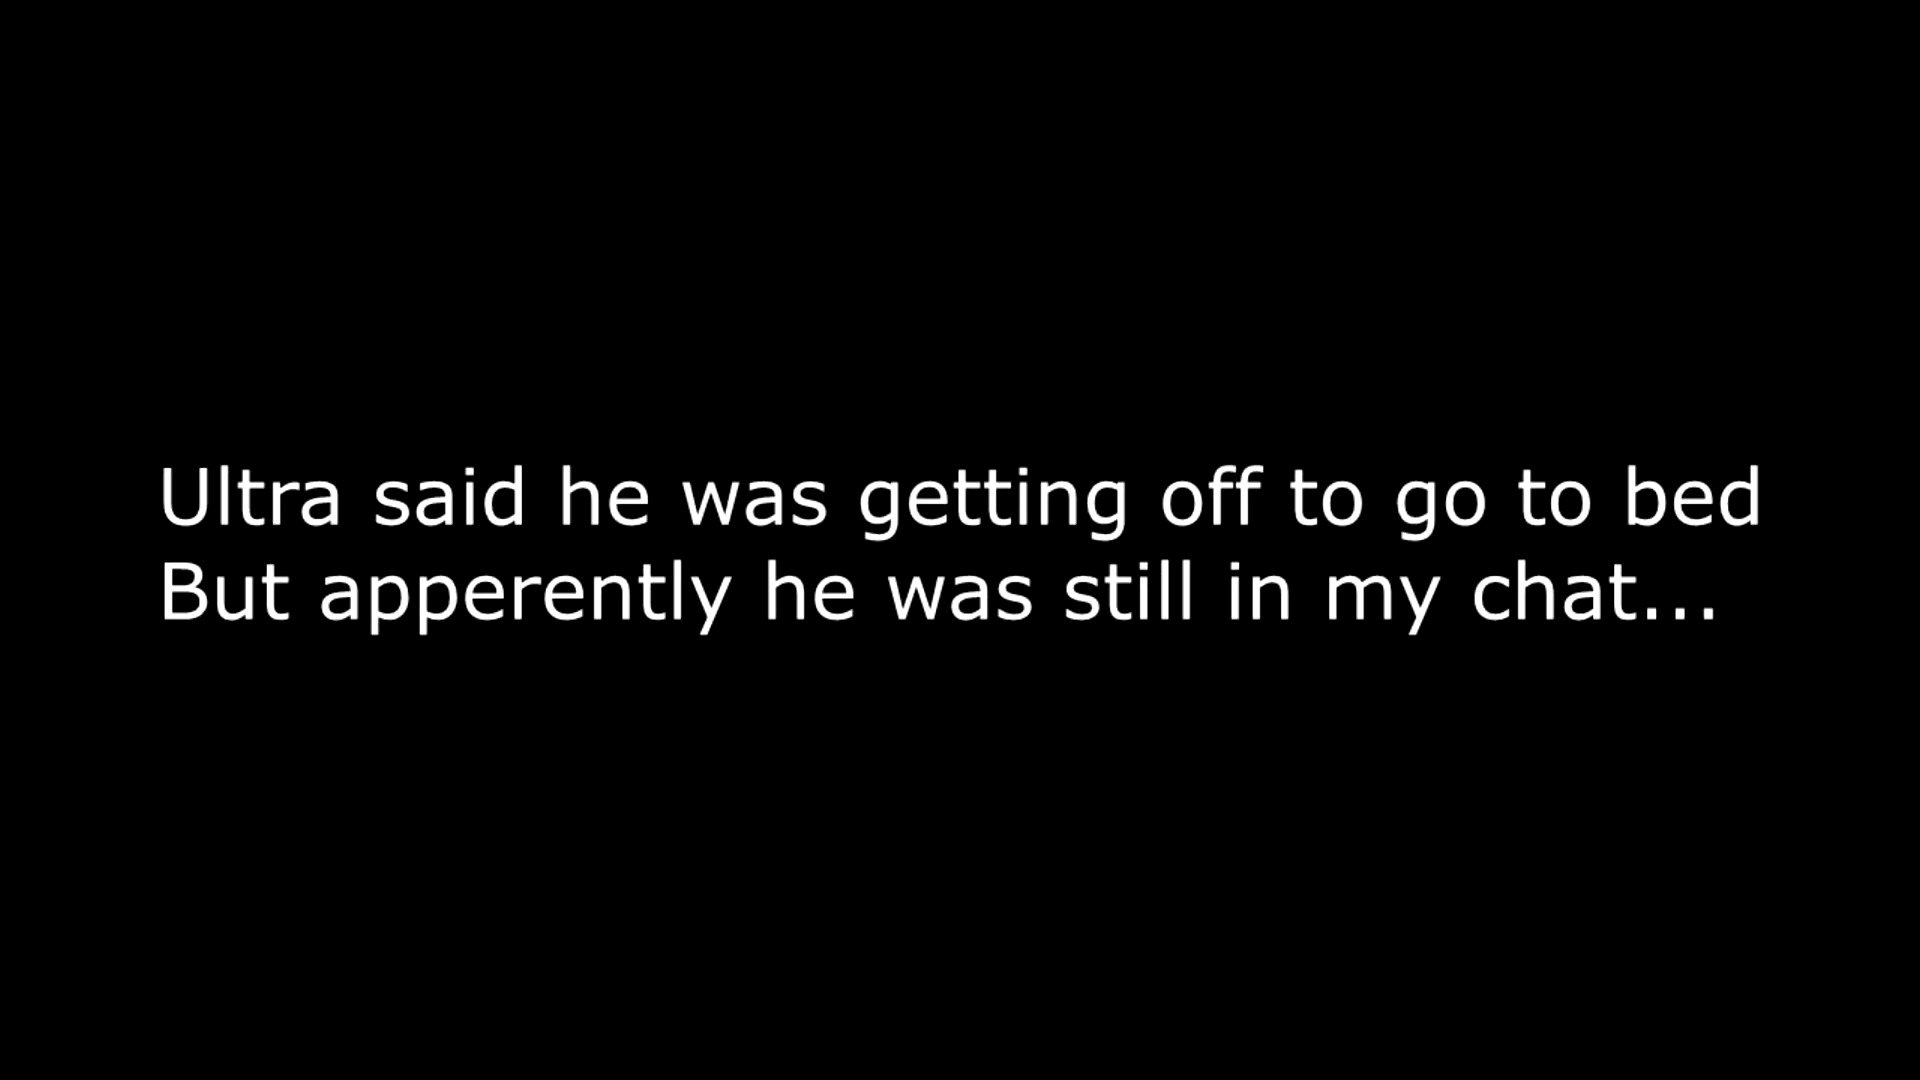 Ultra said he was getting off to go to bed
But apperently he was still in my chat...